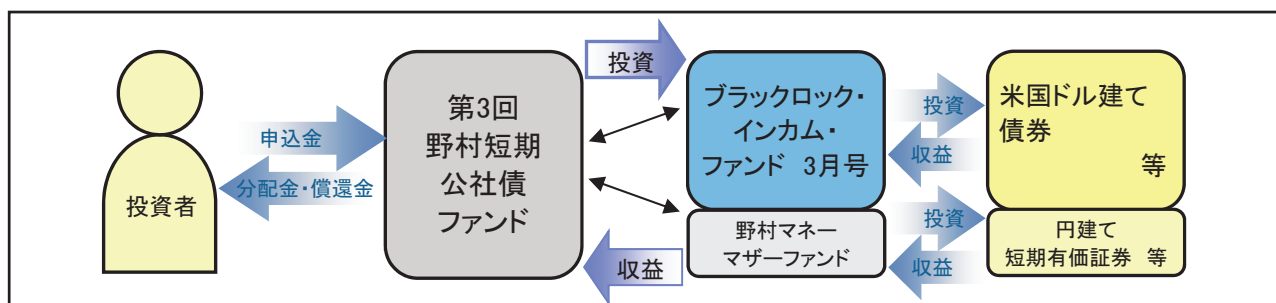 投資者
申込金
分配金・償還金
第3回
野村短期
公社債
ファンド
投資
収益
ブラックロック・
インカム・
ファンド 3月号
野村マネー
マザーファンド
投資
収益
投資
収益
米国ドル建て
債券
等
円建て
短期有価証券 等